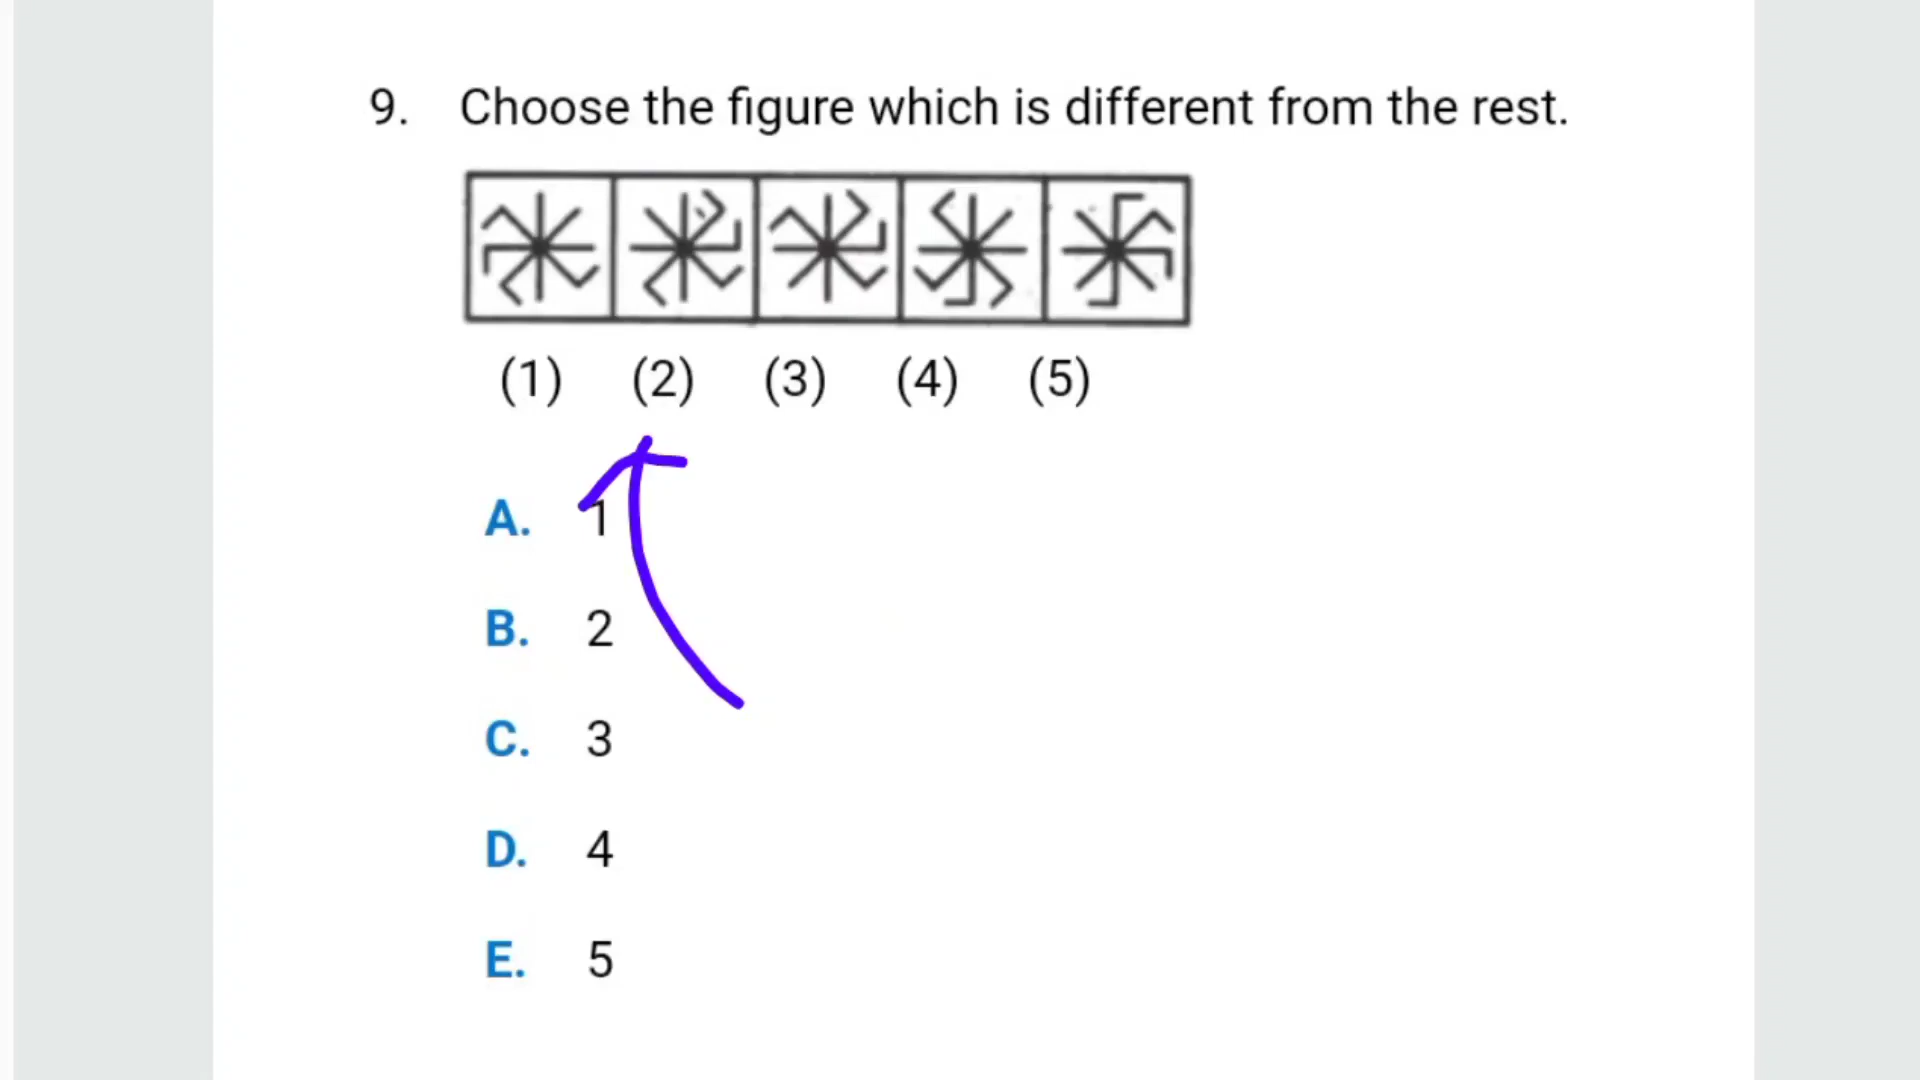 9. Choose the figure which is different from the rest.
(1) (2) (3) (4) (5)
A. 1
B. 2
C. 3
D. 4
E. 5